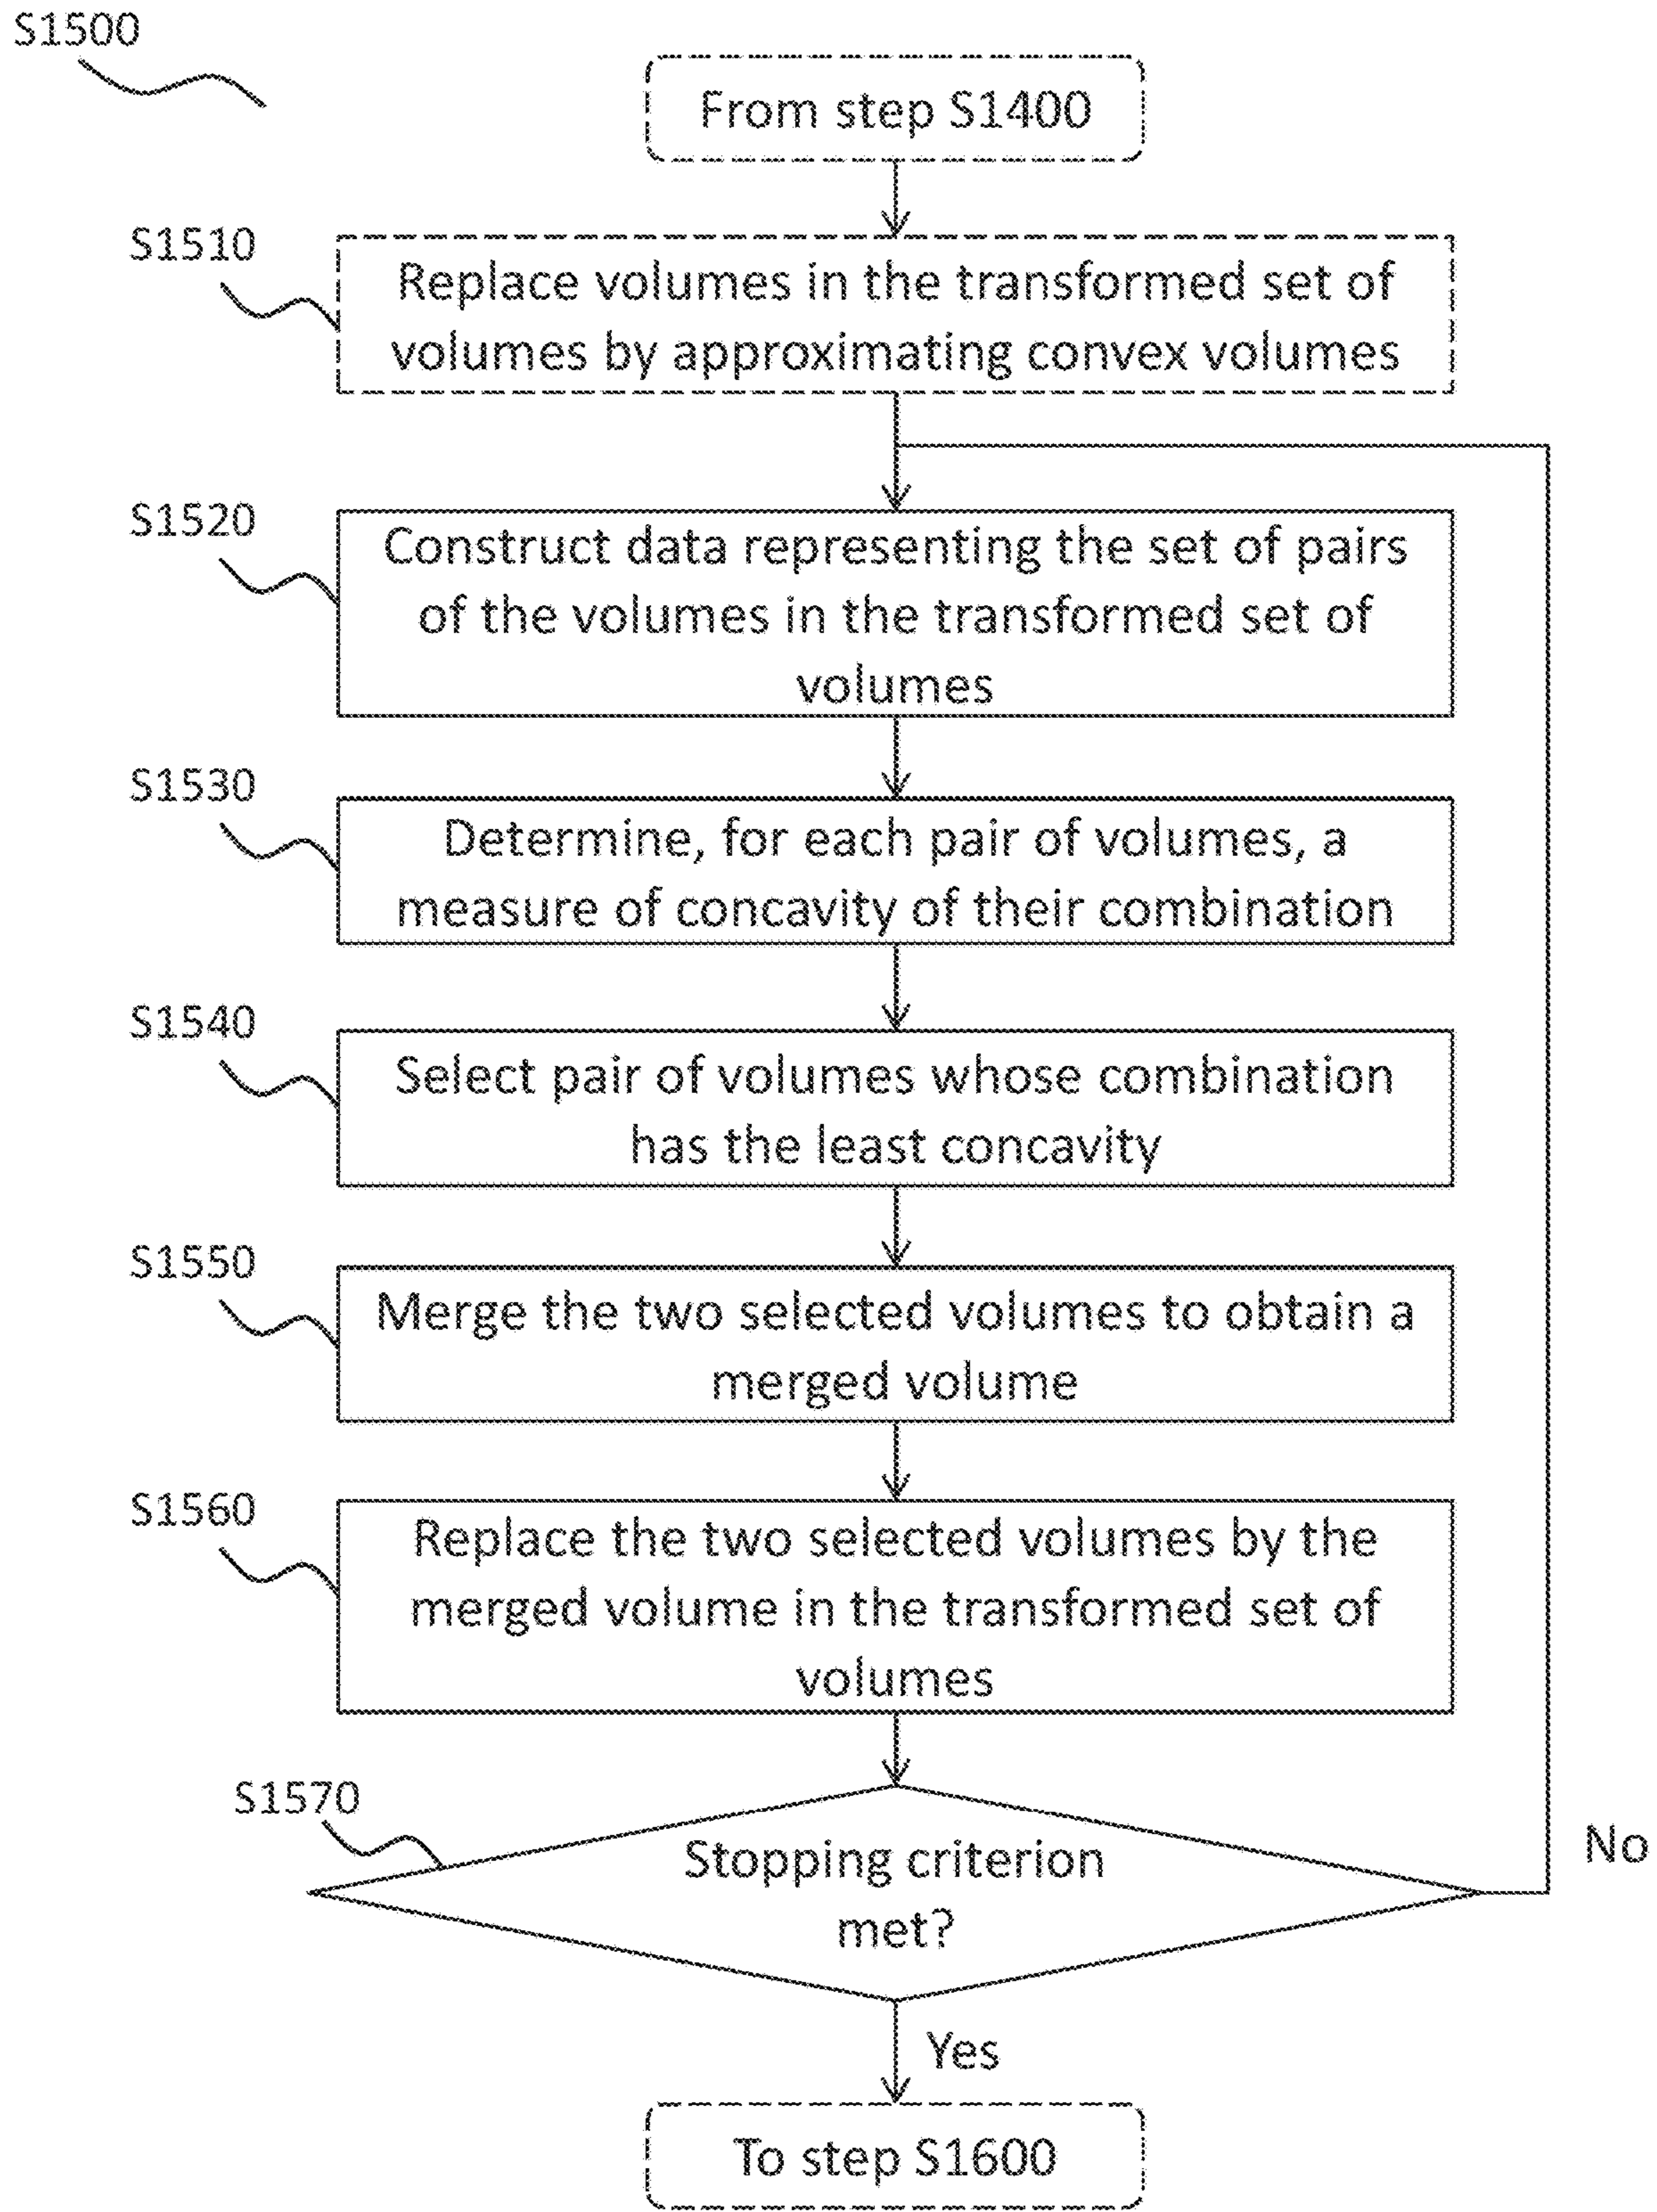 S1500
From step S1400
S1510
Replace volumes in the transformed set of
volumes by approximating convex volumes
S1520
Construct data representing the set of pairs
of the volumes in the transformed set of
volumes
S1530
Determine, for each pair of volumes, a
measure of concavity of their combination
S1540
Select pair of volumes whose combination
has the least concavity
S1550
Merge the two selected volumes to obtain a
merged volume
S1560
Replace the two selected volumes by the
merged volume in the transformed set of
volumes
S1570
Stopping criterion
met?
No
Yes
To step S1600